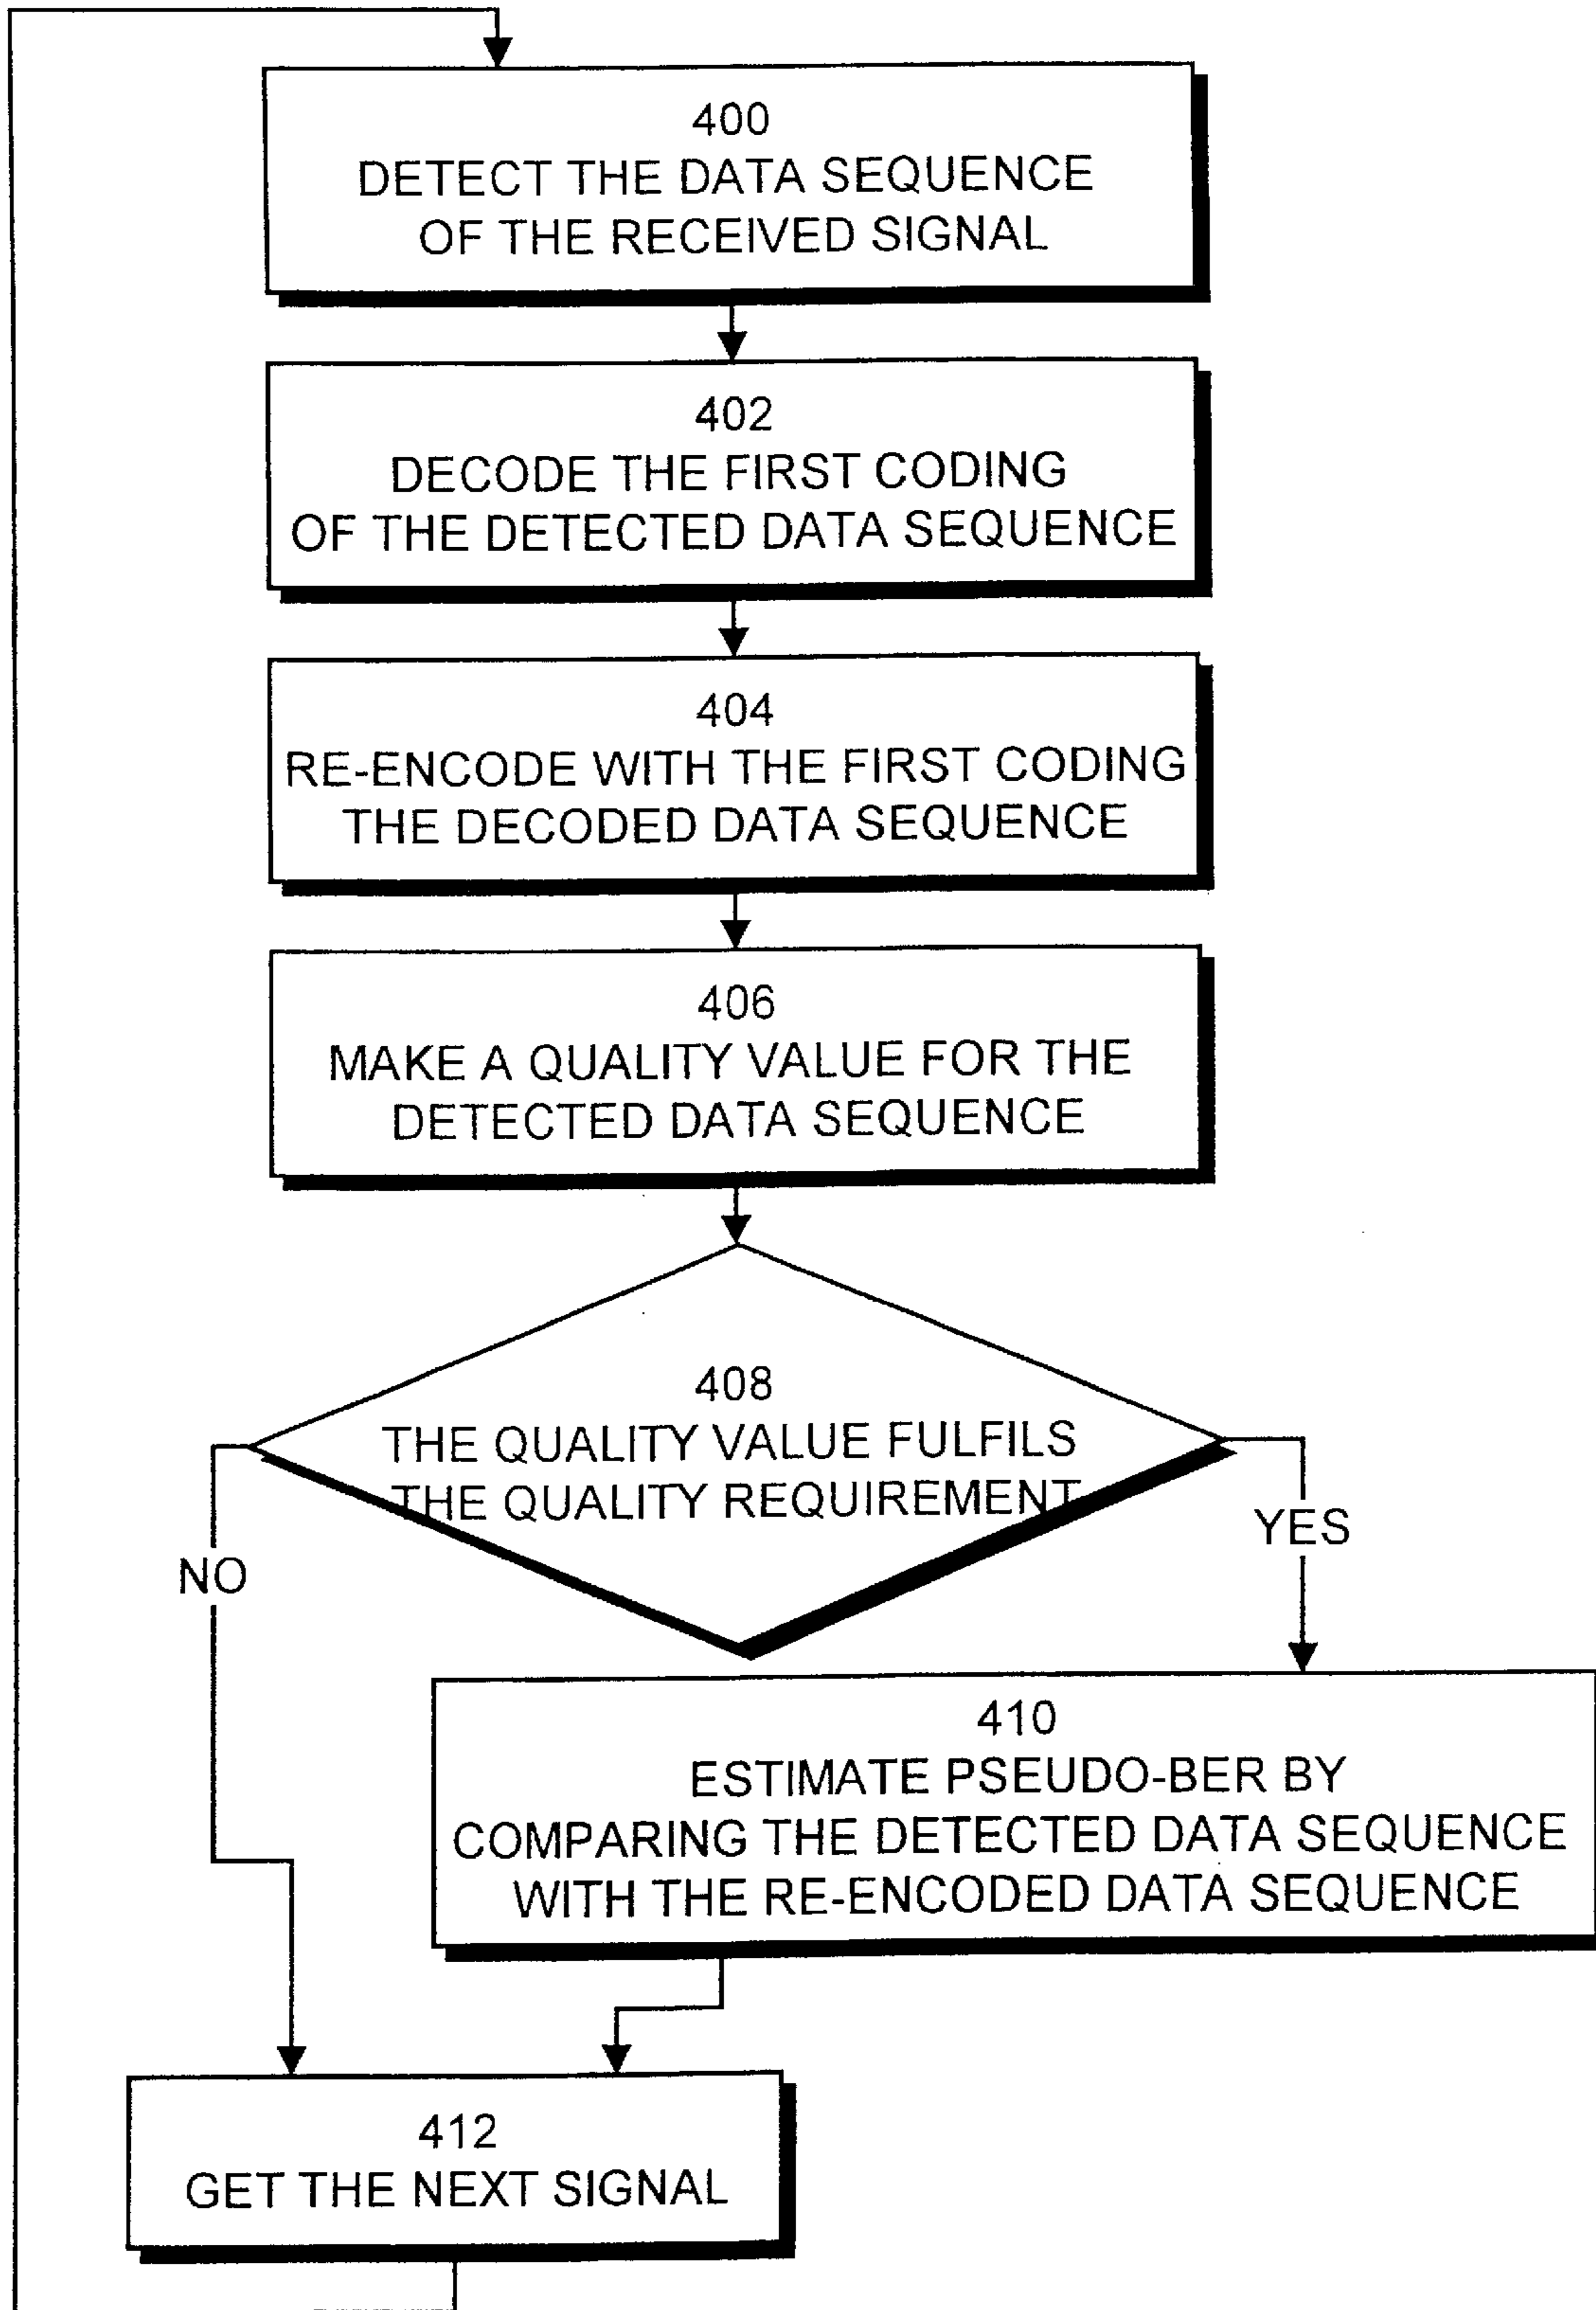 400
DETECT THE DATA SEQUENCE
OF THE RECEIVED SIGNAL
402
DECODE THE FIRST CODING
OF THE DETECTED DATA SEQUENCE
404
RE-ENCODE WITH THE FIRST CODING
THE DECODED DATA SEQUENCE
406
MAKE A QUALITY VALUE FOR THE
DETECTED DATA SEQUENCE
408
THE QUALITY VALUE FULFILS
THE QUALITY REQUIREMENT
YES
NO
410
ESTIMATE PSEUDO-BER BY
COMPARING THE DETECTED DATA SEQUENCE
WITH THE RE-ENCODED DATA SEQUENCE
412
GET THE NEXT SIGNAL